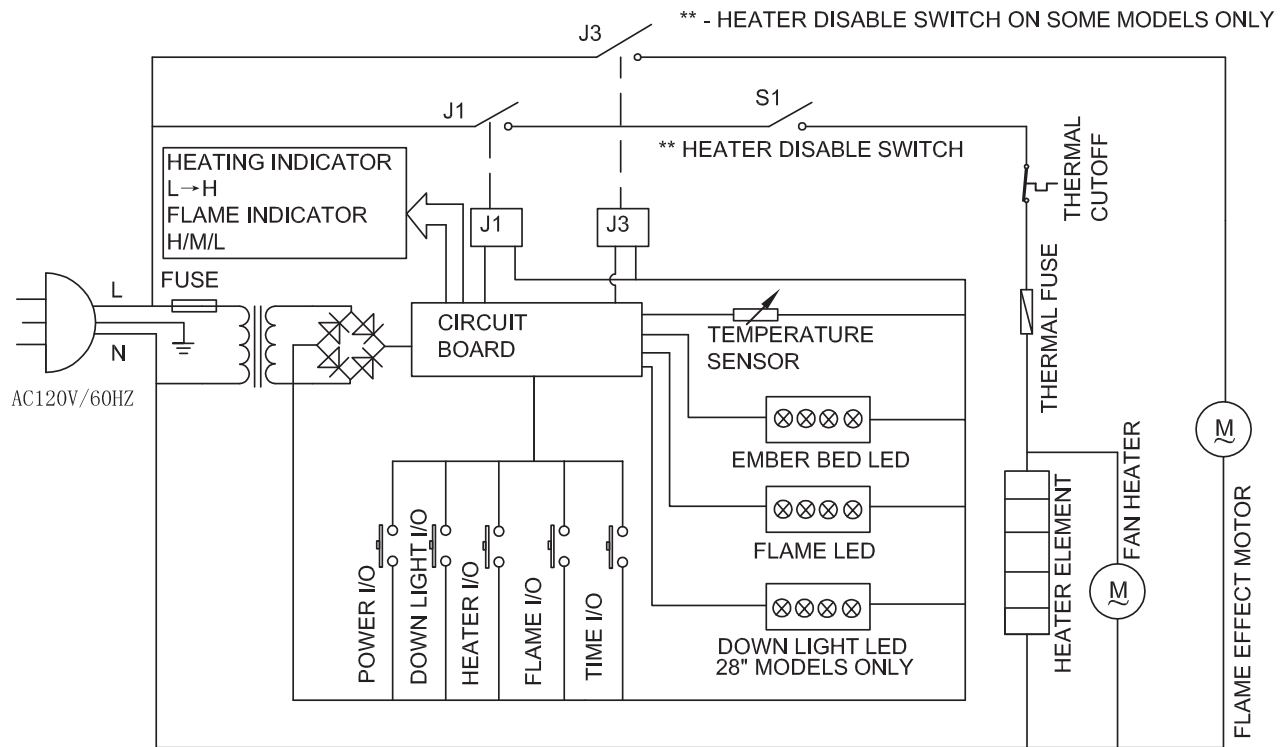 ** - HEATER DISABLE SWITCH ON SOME MODELS ONLY
J3
J1
S1
** HEATER DISABLE SWITCH
THERMAL
CUTOFF
HEATING INDICATOR
L→H
FLAME INDICATOR
H/M/L
J1
J3
L
FUSE
N
AC120V/60HZ
CIRCUIT
BOARD
TEMPERATURE
SENSOR
THERMAL FUSE
EMBER BED LED
FLAME LED
DOWN LIGHT LED
28" MODELS ONLY
POWER I/O
DOWN LIGHT I/O
HEATER I/O
FLAME I/O
TIME I/O
HEATER ELEMENT
M
~
FAN HEATER
M
~
FLAME EFFECT MOTOR